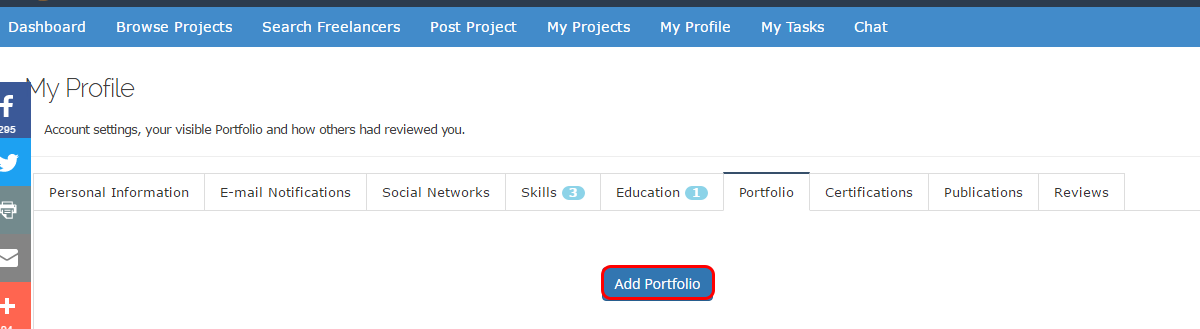 Dashboard Browse Projects Search Freelancers Post Project My Projects My Profile My Tasks Chat
My Profile
295
Account settings, your visible Portfolio and how others had reviewed you.
Personal Information E-mail Notifications Social Networks Skills 3 Education 1 Portfolio Certifications Publications Reviews
Add Portfolio